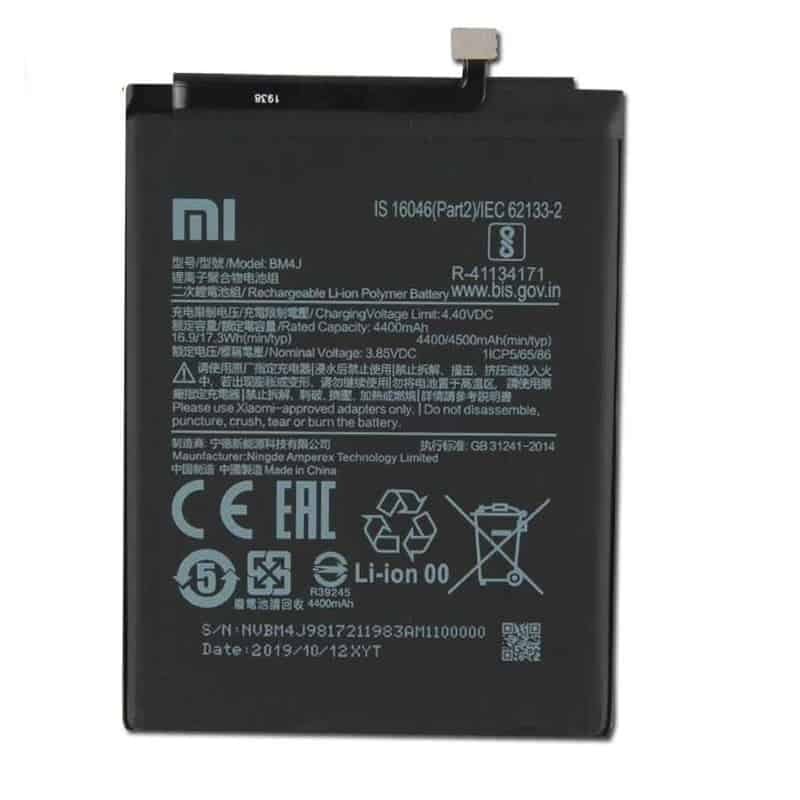 1938
MI
IS 16046(Part2)/IEC 62133-2
型号/型號/Model: BM4J
R-41134171
锂离子聚合物电池组
二次鋰電池組/Rechargeable Li-ion Polymer Battery
www.bis.gov.in
充电限制电压/充電限制電壓/ChargingVoltage Limit: 4.40VDC
额定容量/額定容量/Rated Capacity: 4400mAh
16.9/17.3Wh(min/typ) 4400/4500mAh(min/typ)
额定电压/標稱電壓/Nominal Voltage: 3.85VDC 1ICP5/65/86
Please use Xiaomi-approved adapters only. | Do not disassemble,
puncture, crush, tear or burn the battery.
制造商: 宁德新能源科技有限公司 执行标准: GB 31241-2014
Manufacturer: Ningde Amperex Technology Limited
中国制造 中國製造 Made in China
CE EAC
5 Li-ion 00
R39245
廢電池請回收 4400mAh
S/N:NVBM4J9817211983AM1100000
Date:2019/10/12XYT